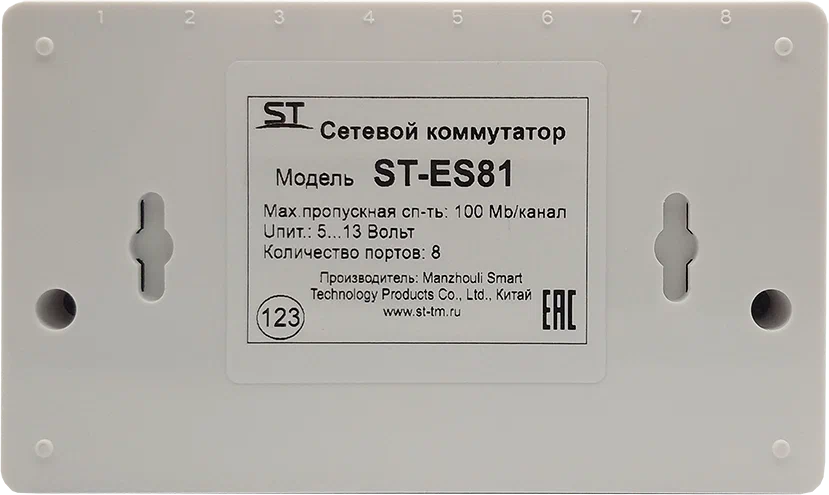 1 2 3 4 5 6 7 8
ST
Сетевой коммутатор
Модель ST-ES81
Мах.пропускная сп-ть: 100 Mb/канал
Uпит.: 5...13 Вольт
Количество портов: 8
Производитель: Manzhouli Smart
Technology Products Co., Ltd., Китай
www.st-tm.ru
123
EAC